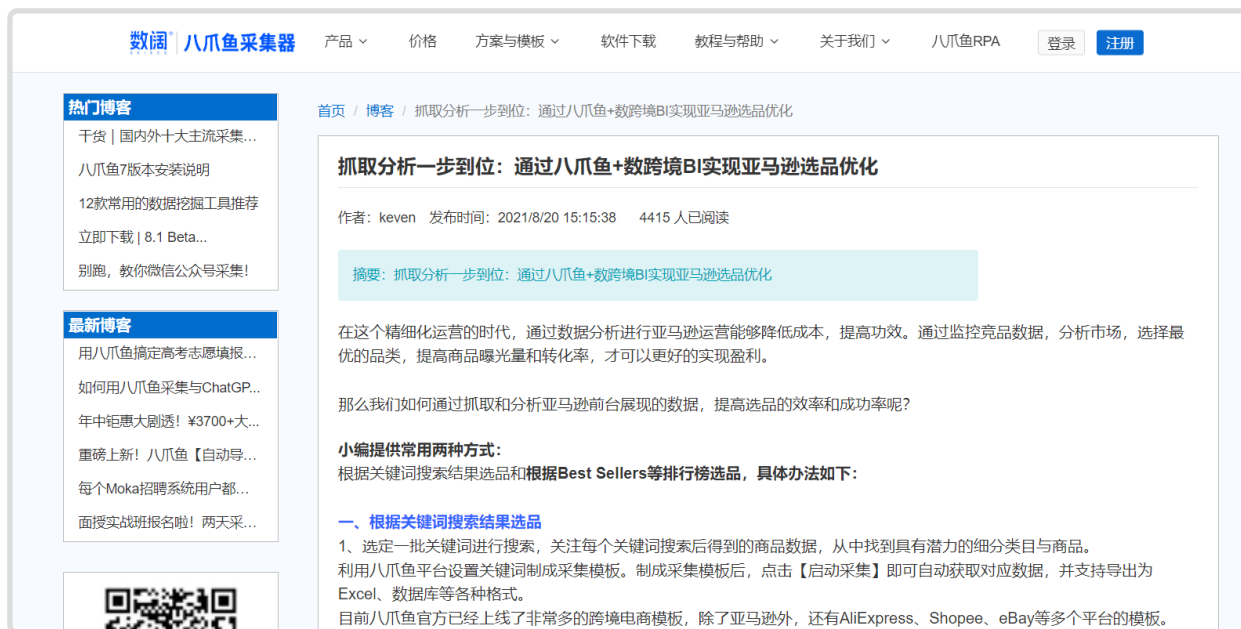 数阔 八爪鱼采集器 产品 价格 方案与模板 软件下载 教程与帮助 关于我们 八爪鱼RPA 登录 注册
热门博客
干货 | 国内外十大主流采集...
八爪鱼7版本安装说明
12款常用的数据挖掘工具推荐
立即下载 | 8.1 Beta...
别跑，教你微信公众号采集！
最新博客
用八爪鱼搞定高考志愿填报...
如何用八爪鱼采集与ChatGP...
年中钜惠大剧透！¥3700+大...
重磅上新！八爪鱼【自动导...
每个Moka招聘系统用户都...
面授实战班报名啦！两天采...
首页 / 博客 / 抓取分析一步到位：通过八爪鱼+数跨境BI实现亚马逊选品优化
抓取分析一步到位：通过八爪鱼+数跨境BI实现亚马逊选品优化
作者：keven 发布时间：2021/8/20 15:15:38 4415 人已阅读
摘要：抓取分析一步到位：通过八爪鱼+数跨境BI实现亚马逊选品优化
在这个精细化运营的时代，通过数据分析进行亚马逊运营能够降低成本，提高功效。通过监控竞品数据，分析市场，选择最
优的品类，提高商品曝光量和转化率，才可以更好的实现盈利。
那么我们如何通过抓取和分析亚马逊前台展现的数据，提高选品的效率和成功率呢？
小编提供常用两种方式：
根据关键词搜索结果选品和根据Best Sellers等排行榜选品，具体办法如下：
一、根据关键词搜索结果选品
1、选定一批关键词进行搜索，关注每个关键词搜索后得到的商品数据，从中找到具有潜力的细分类目与商品。
利用八爪鱼平台设置关键词制成采集模板。制成采集模板后，点击【启动采集】即可自动获取对应数据，并支持导出为
Excel、数据库等各种格式。
目前八爪鱼官方已经上线了非常多的跨境电商模板，除了亚马逊外，还有AliExpress、Shopee、eBay等多个平台的模板。